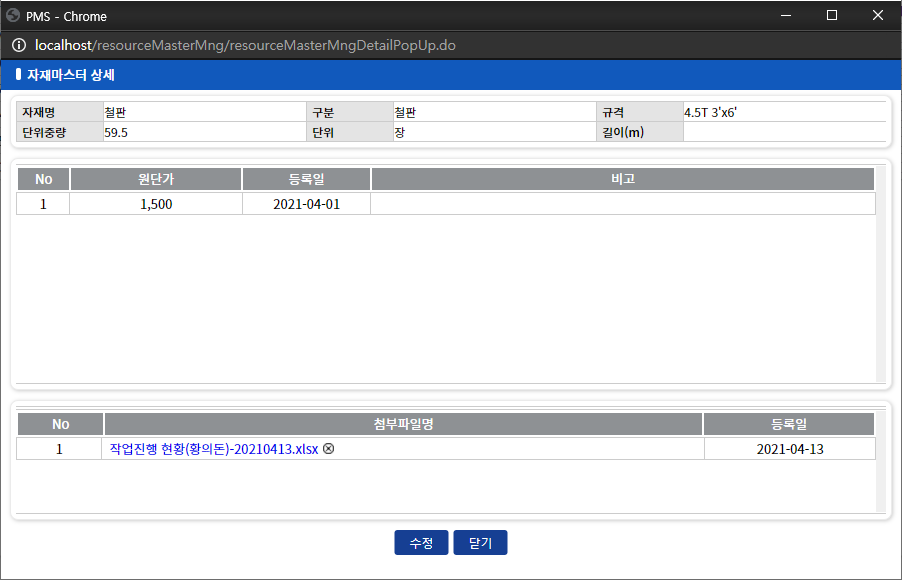 PMS - Chrome
localhost/resourceMasterMng/resourceMasterMngDetailPopUp.do
자재마스터 상세
자재명 철판 구분 철판 규격 4.5T 3'x6'
단위중량 59.5 단위 장 길이(m)
No 원단가 등록일 비고
1 1,500 2021-04-01
No 첨부파일명 등록일
1 작업진행 현황(황의돈)-20210413.xlsx 2021-04-13
수정 닫기